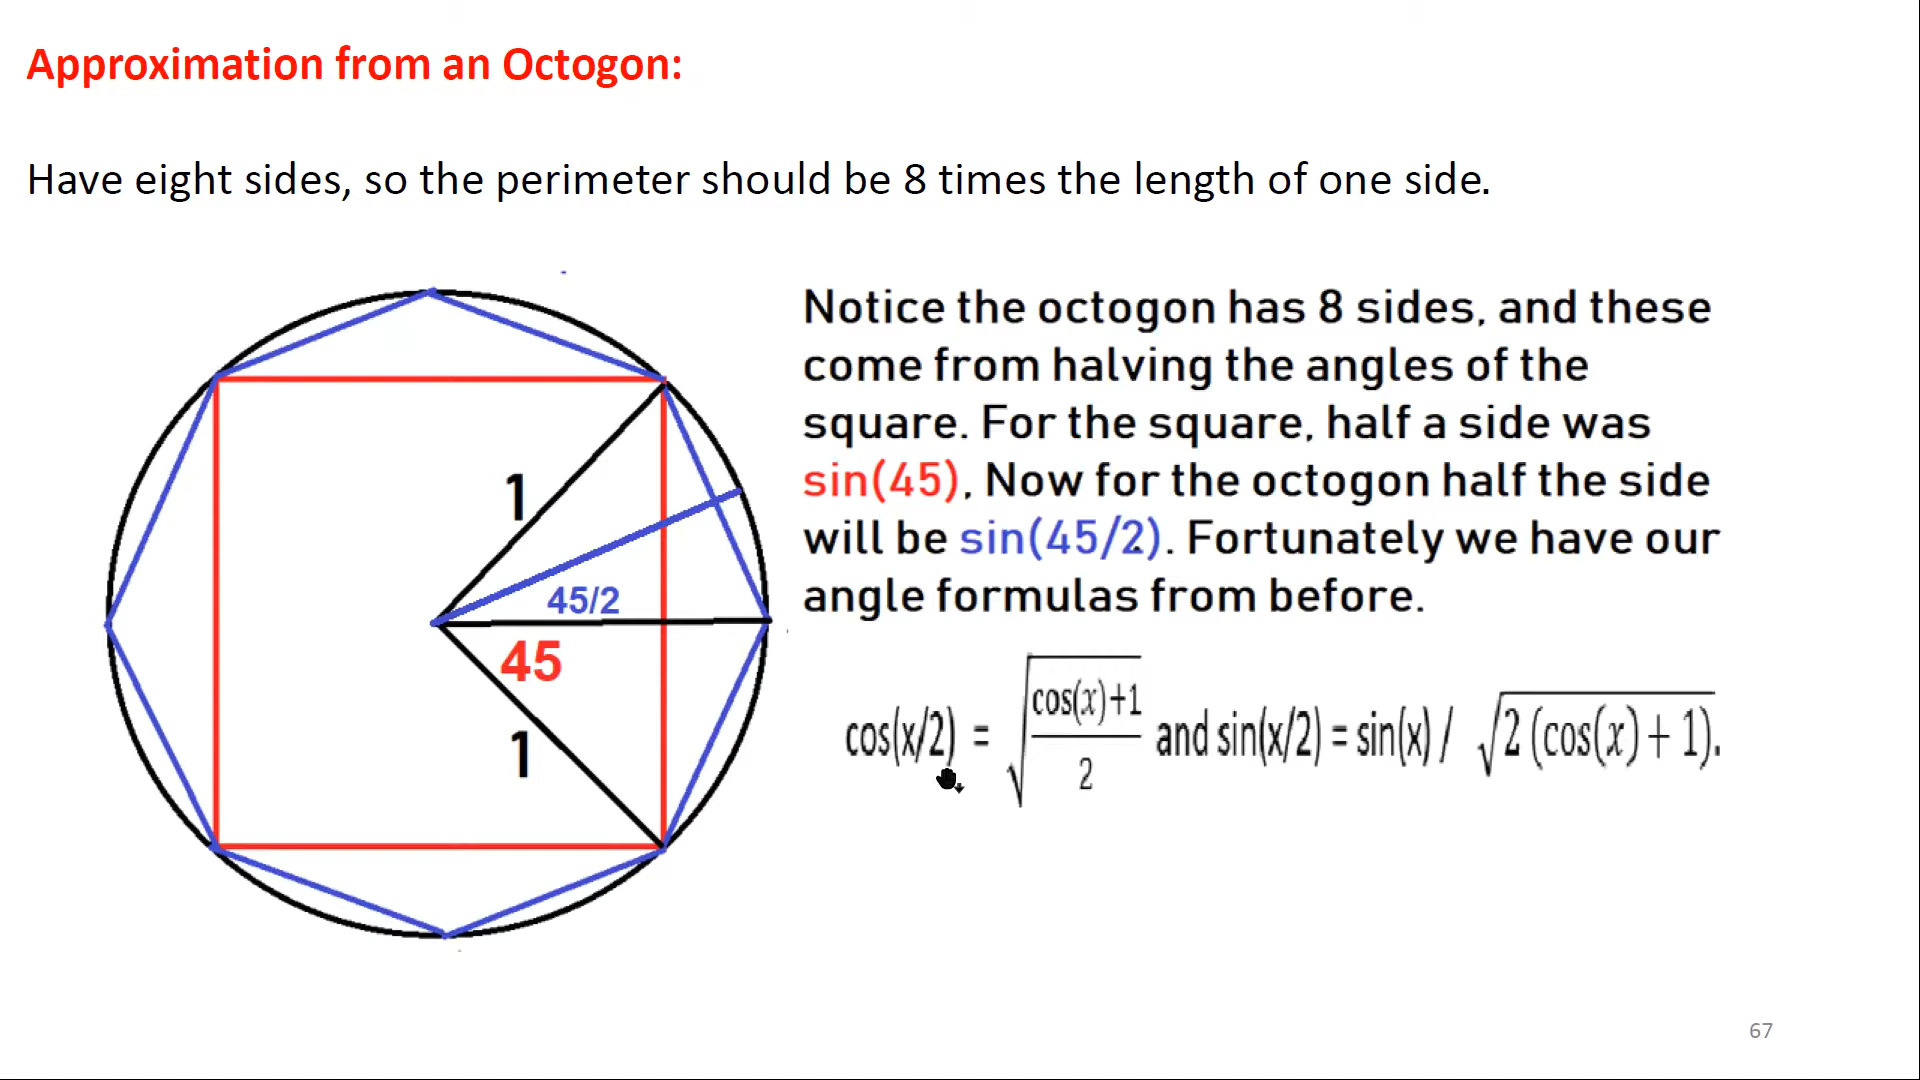 Approximation from an Octogon:
Have eight sides, so the perimeter should be 8 times the length of one side.
Notice the octogon has 8 sides, and these
come from halving the angles of the
square. For the square, half a side was
sin(45), Now for the octogon half the side
will be sin(45/2). Fortunately we have our
angle formulas from before.
cos(x/2) = √((cos(x)+1)/2) and sin(x/2) = sin(x) / √(2 (cos(x)+ 1)).
1
45/2
45
1
67